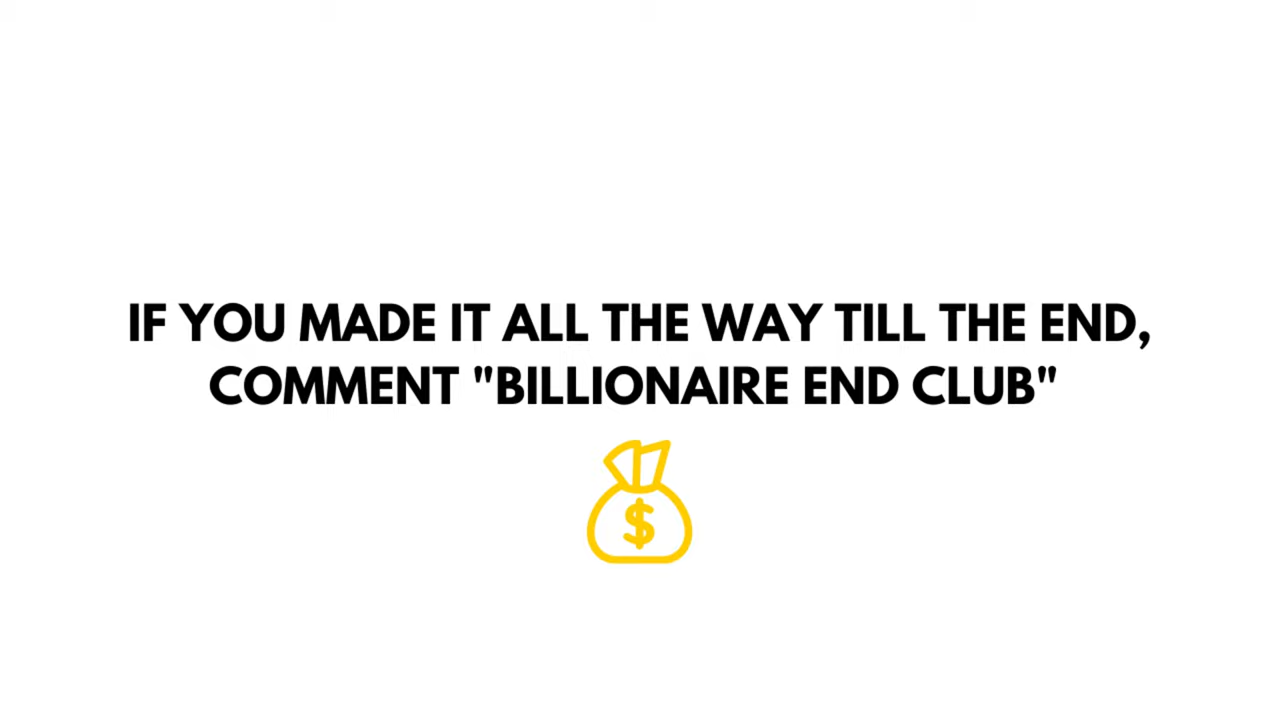 IF YOU MADE IT ALL THE WAY TILL THE END,
COMMENT "BILLIONAIRE END CLUB"
$